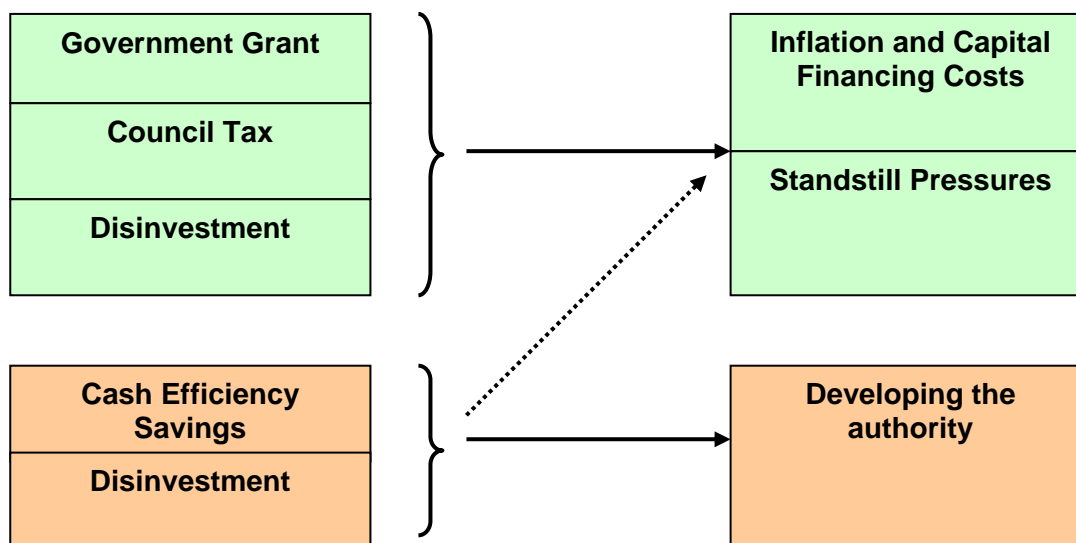 Government Grant
Council Tax
Disinvestment
Inflation and Capital
Financing Costs
Standstill Pressures
Cash Efficiency
Savings
Disinvestment
Developing the
authority